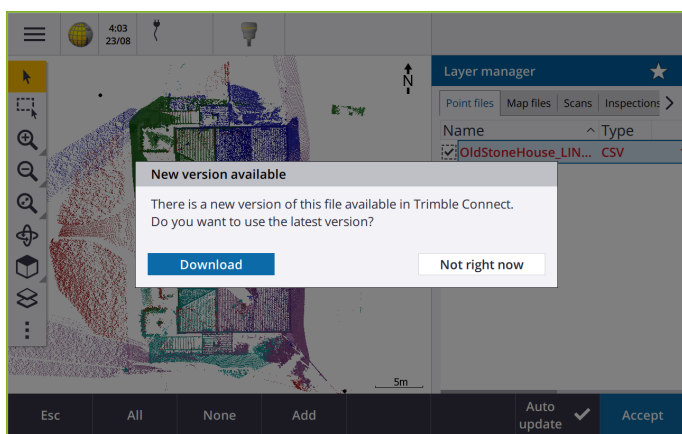 4:03
23/08
N
5m
Layer manager
Point files Map files Scans Inspections
Name Type
OldStoneHouse_LIN... CSV
New version available
There is a new version of this file available in Trimble Connect.
Do you want to use the latest version?
Download Not right now
Esc All None Add Auto update Accept